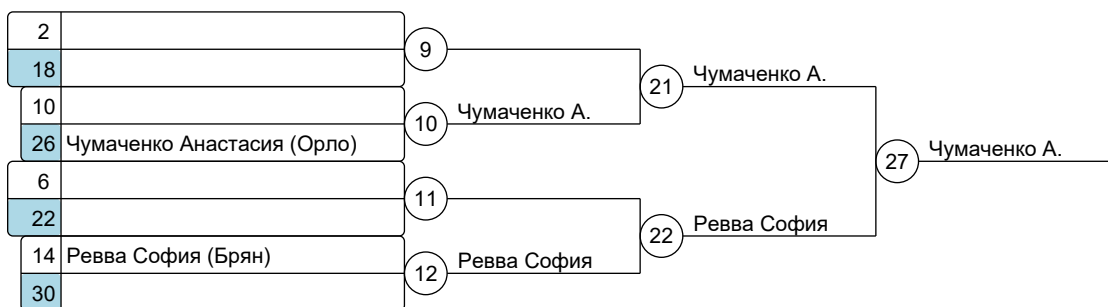 2
9
18
Чумаченко А.
21
10
Чумаченко А.
10
26 Чумаченко Анастасия (Орло)
Чумаченко А.
27
6
11
22
Ревва София
22
14 Ревва София (Брян)
Ревва София
12
30